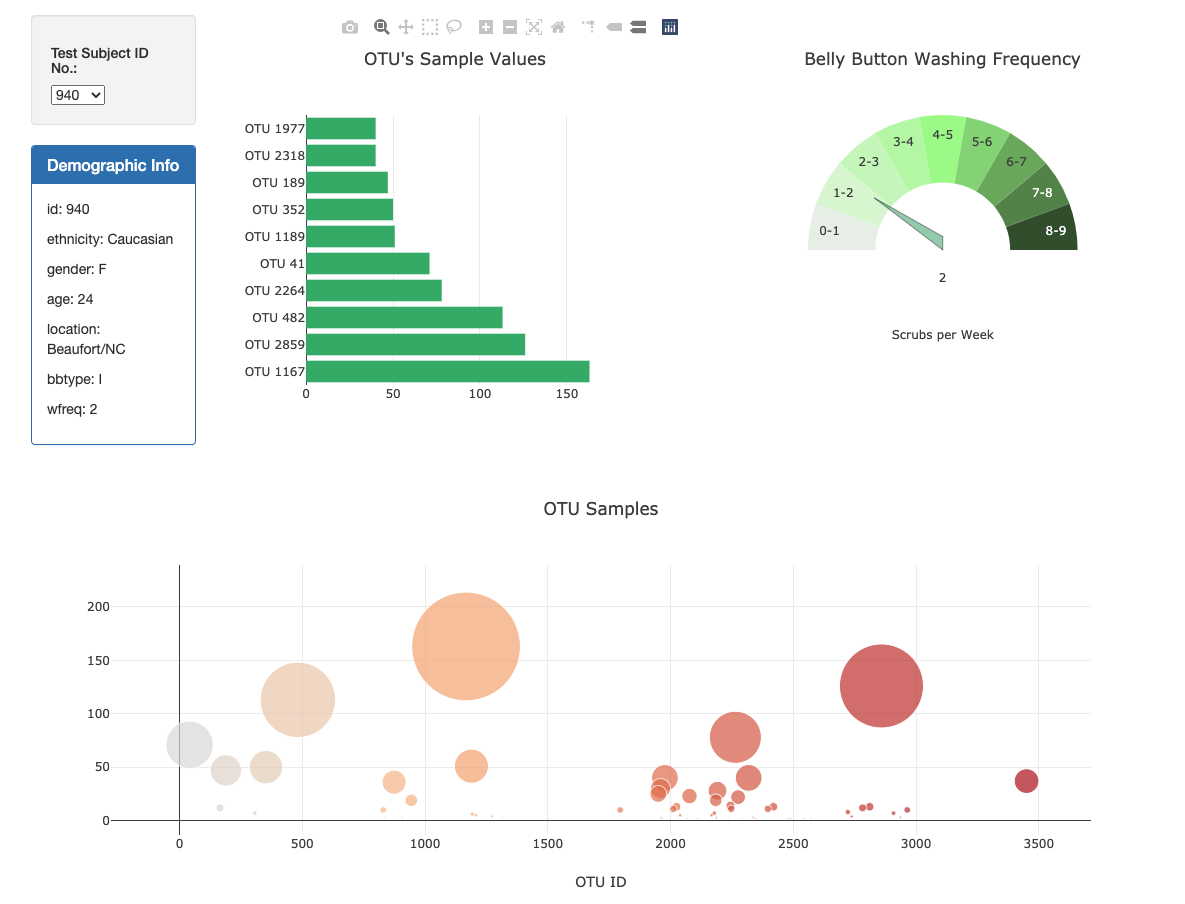 Test Subject ID
No.:
940
Demographic Info
id: 940
ethnicity: Caucasian
gender: F
age: 24
location:
Beaufort/NC
bbtype: I
wfreq: 2
OTU's Sample Values
OTU 1977
OTU 2318
OTU 189
OTU 352
OTU 1189
OTU 41
OTU 2264
OTU 482
OTU 2859
OTU 1167
0 50 100 150
Belly Button Washing Frequency
0-1
1-2
2-3
3-4
4-5
5-6
6-7
7-8
8-9
2
Scrubs per Week
OTU Samples
200
150
100
50
0
0 500 1000 1500 2000 2500 3000 3500
OTU ID